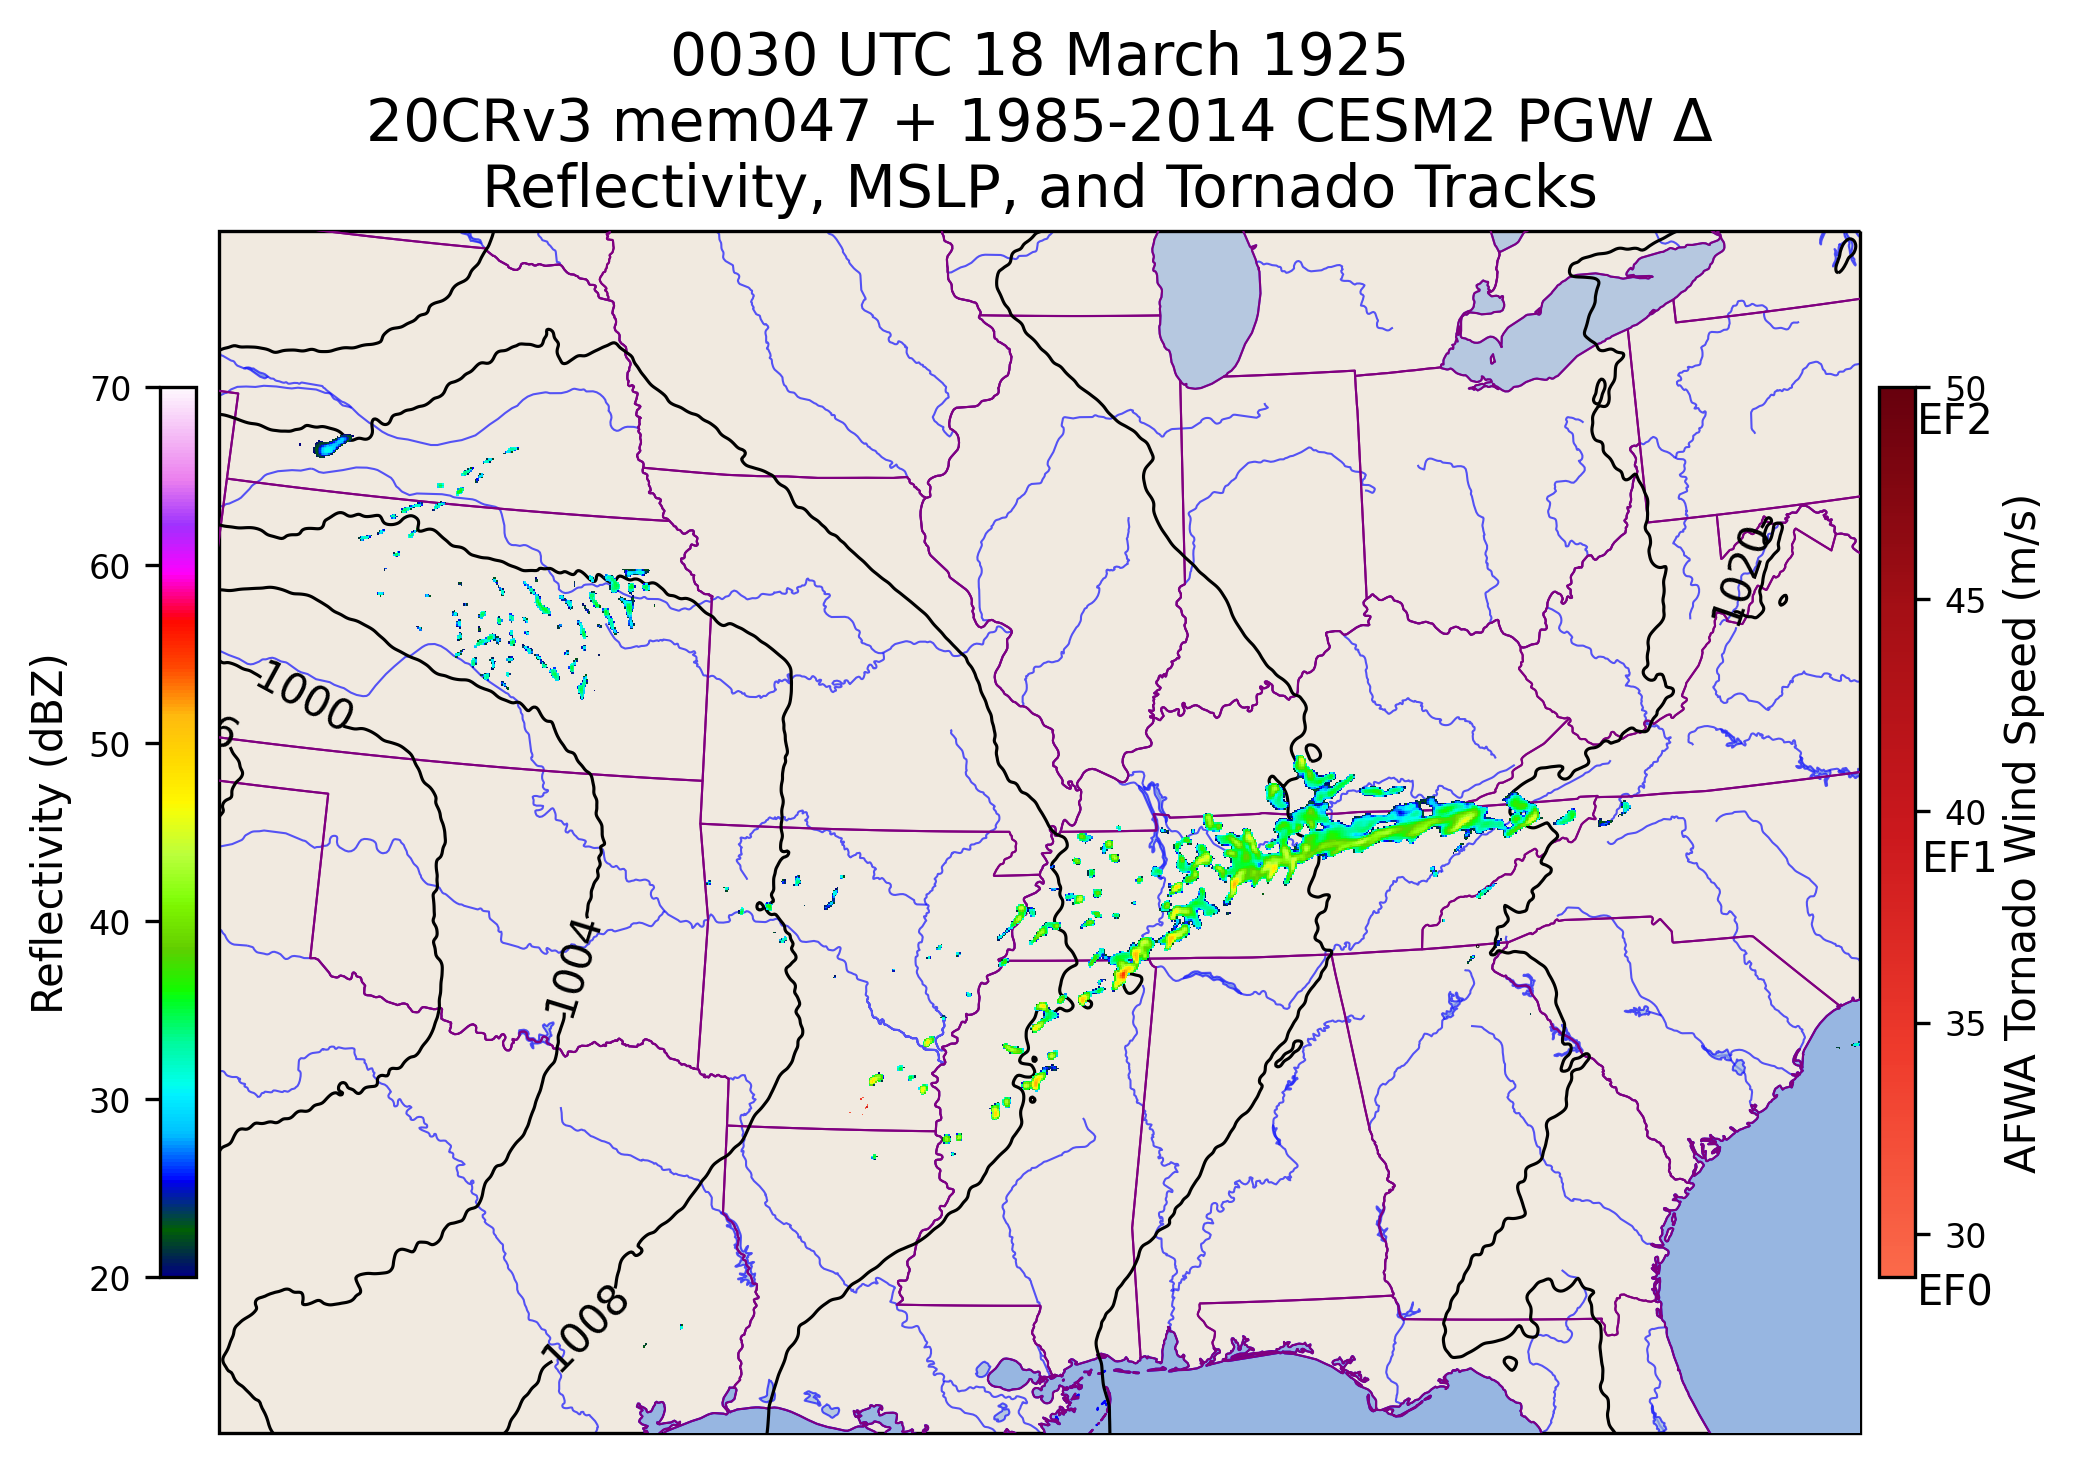 0030 UTC 18 March 1925
20CRv3 mem047 + 1985-2014 CESM2 PGW Δ
Reflectivity, MSLP, and Tornado Tracks
70
60
50
40
30
20
Reflectivity (dBZ)
1020
1000
6
1004
1008
50
EF2
45
40
EF1
35
30
EF0
AFWA Tornado Wind Speed (m/s)